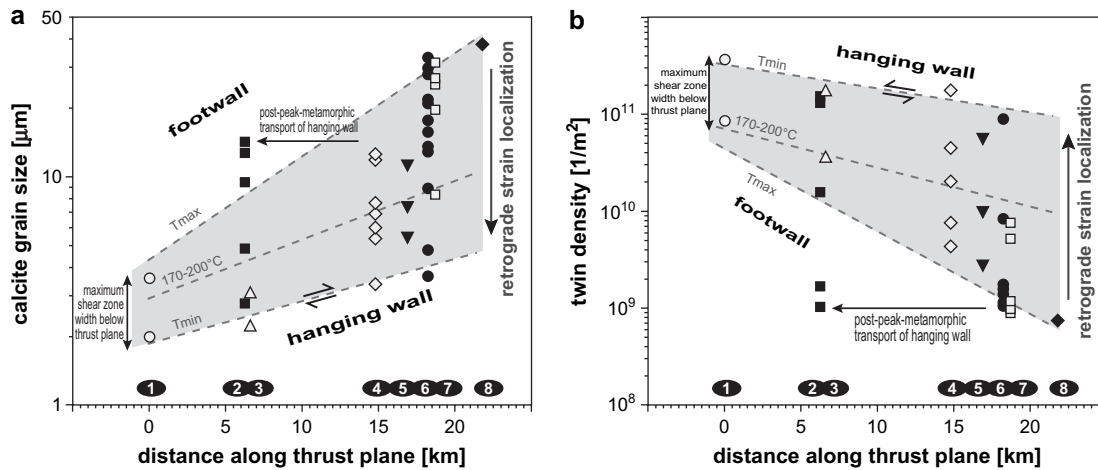 a
50
10
1
calcite grain size [μm]
footwall
post-peak-metamorphic
transport of hanging wall
Tmax
170-200°C
Tmin
maximum
shear zone
width below
thrust plane
hanging wall
retrograde strain localization
1 2 3 4 5 6 7 8
0 5 10 15 20
distance along thrust plane [km]
b
10¹¹
10¹⁰
10⁹
10⁸
twin density [1/m²]
hanging wall
Tmin
maximum
shear zone
width below
thrust plane
170-200°C
Tmax
footwall
post-peak-metamorphic
transport of hanging wall
retrograde strain localization
1 2 3 4 5 6 7 8
0 5 10 15 20
distance along thrust plane [km]